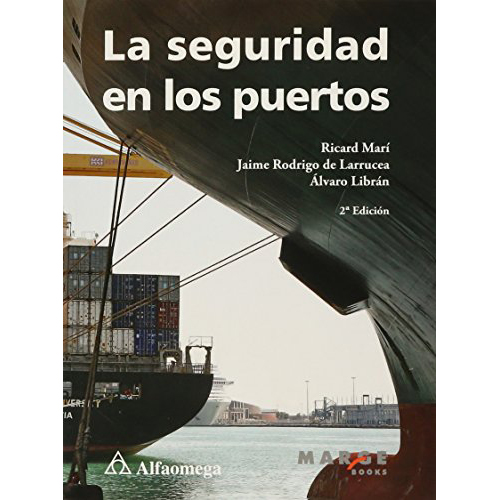 La seguridad
en los puertos
Ricard Marí
Jaime Rodrigo de Larrucea
Álvaro Librán
2ª Edición
Alfaomega
MARGE
BOOKS